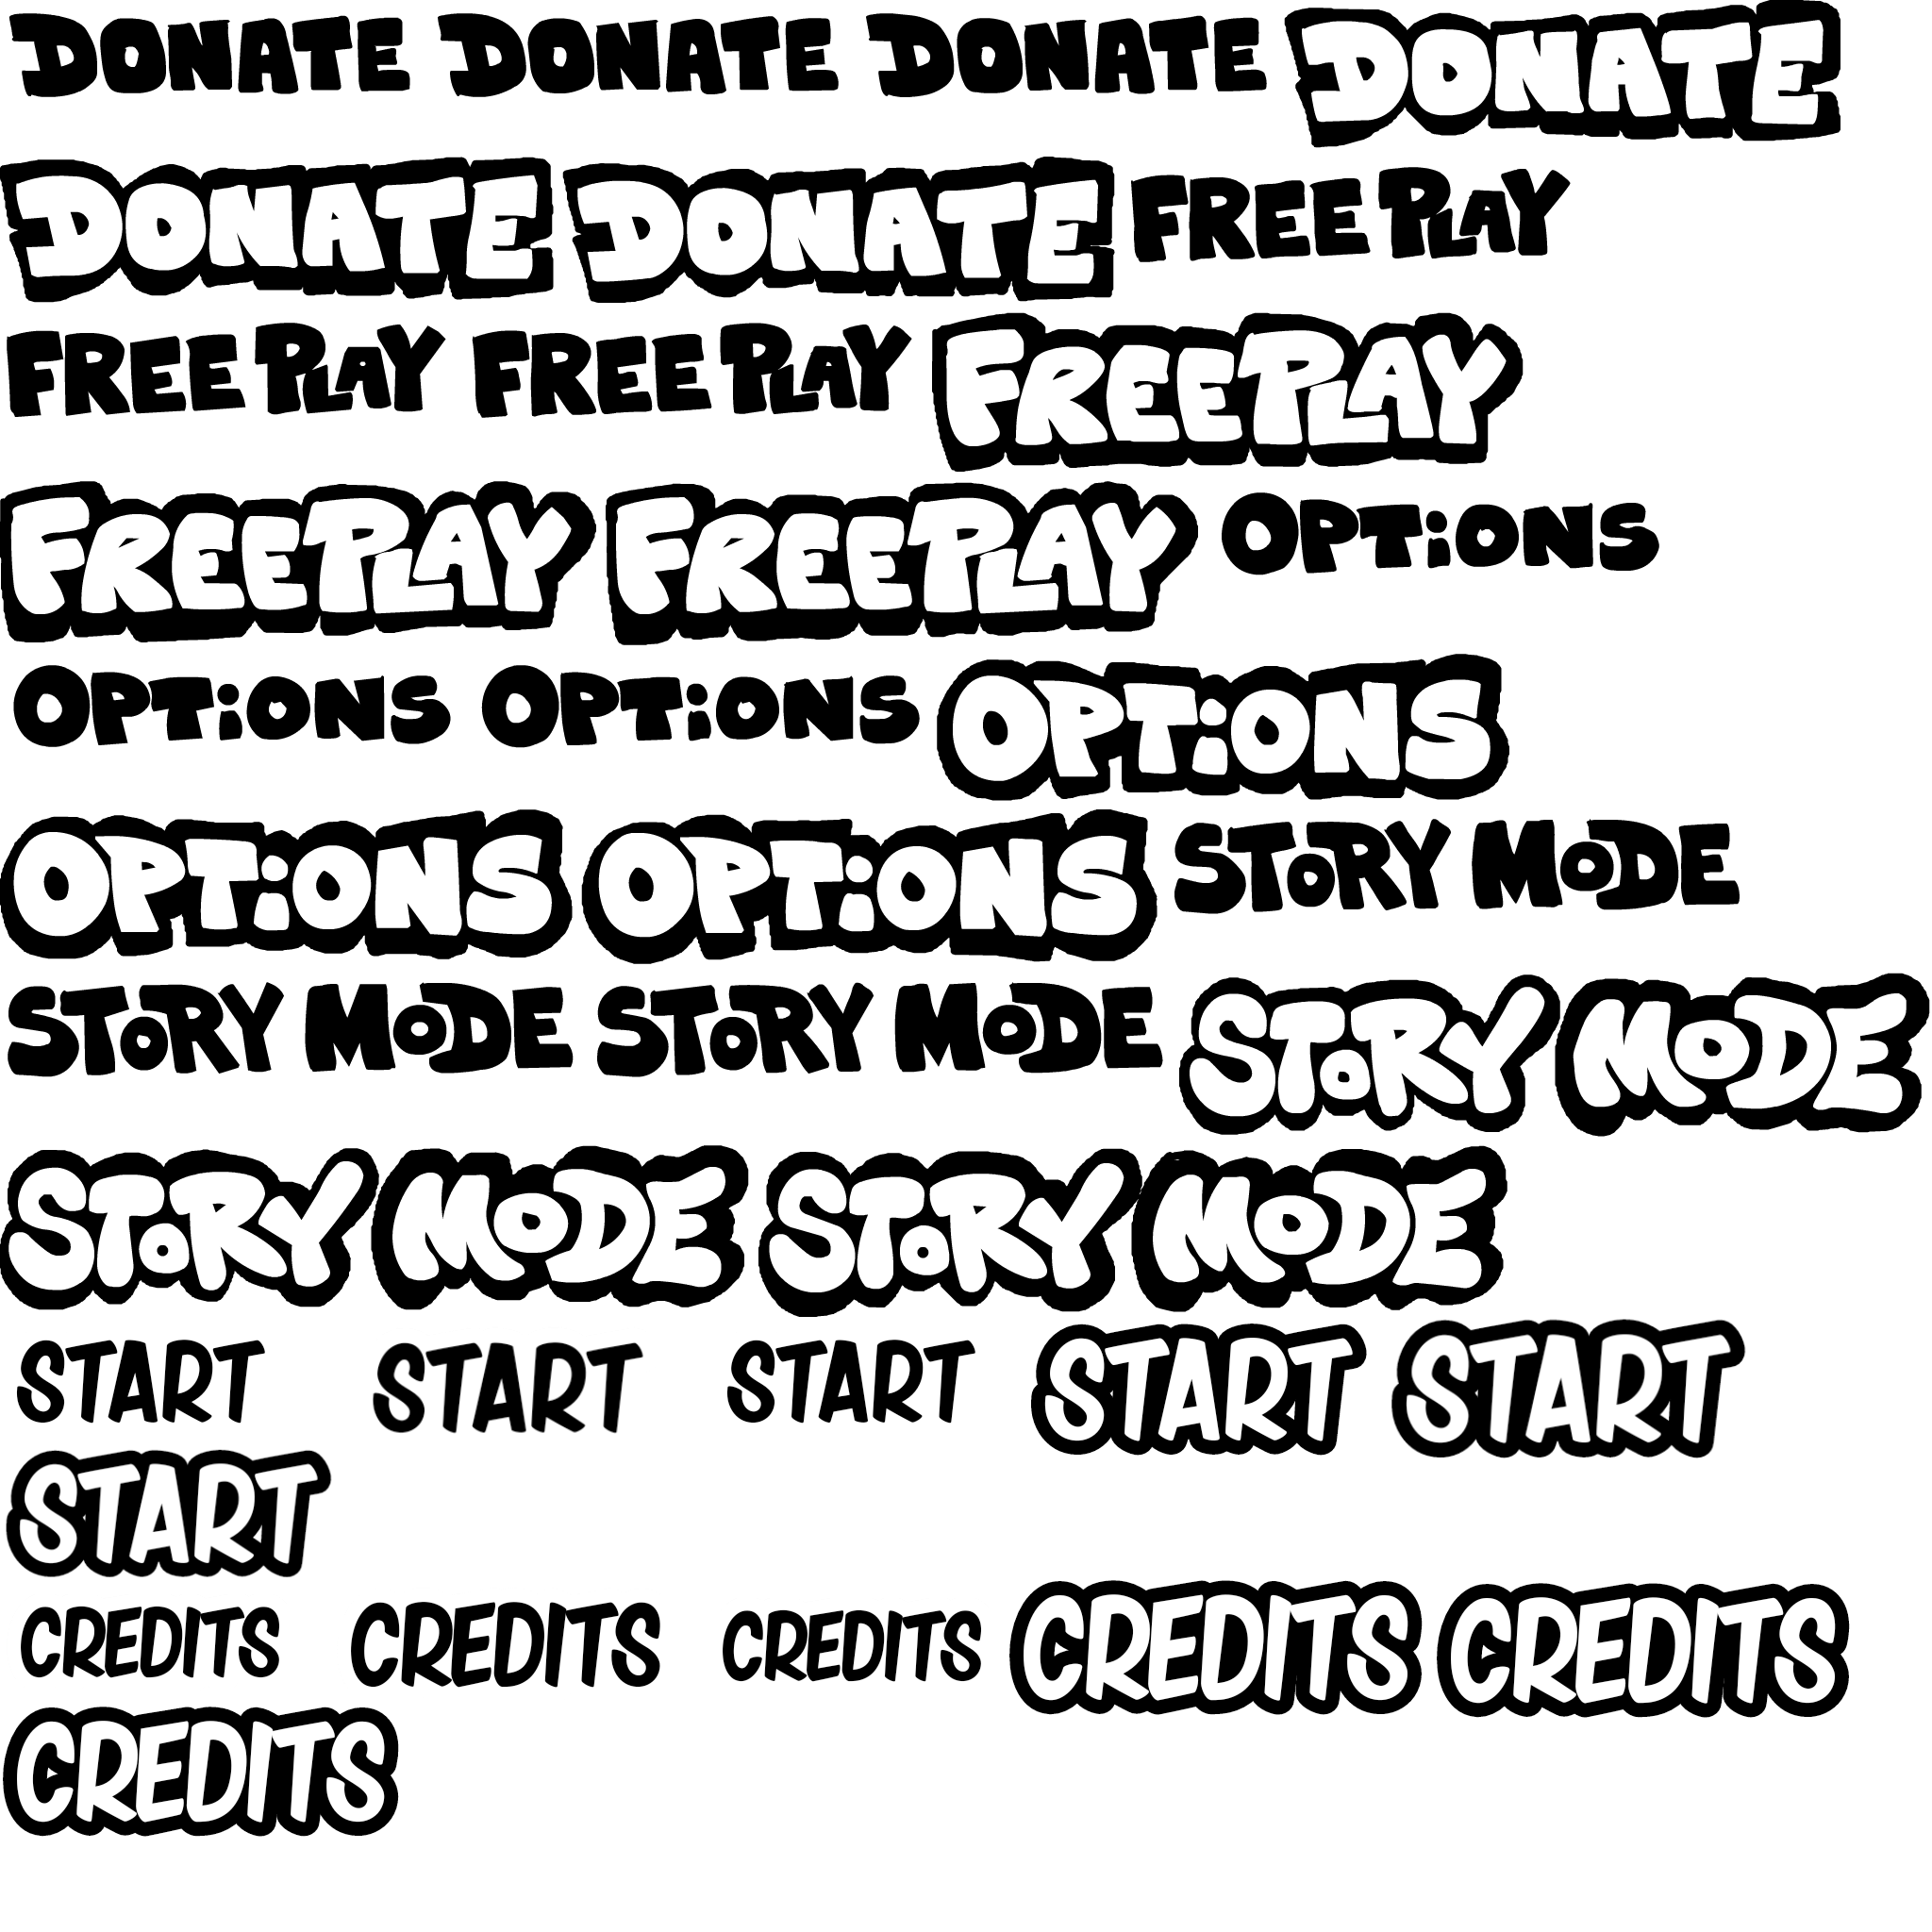 DONATE DONATE DONATE DONATE
DONATE DONATE FREE PLAY
FREE PLAY FREE PLAY FREEPLAY
FREEPLAY FREEPLAY OPTiONS
OPTiONS OPTiONS OPTiONS
OPTiONS OPTiONS STORY MODE
STORY MODE STORY MODE STORY MODE
STORY MODE STORY MODE
START START START START START
START
CREDITS CREDITS CREDITS CREDITS CREDITS
CREDITS